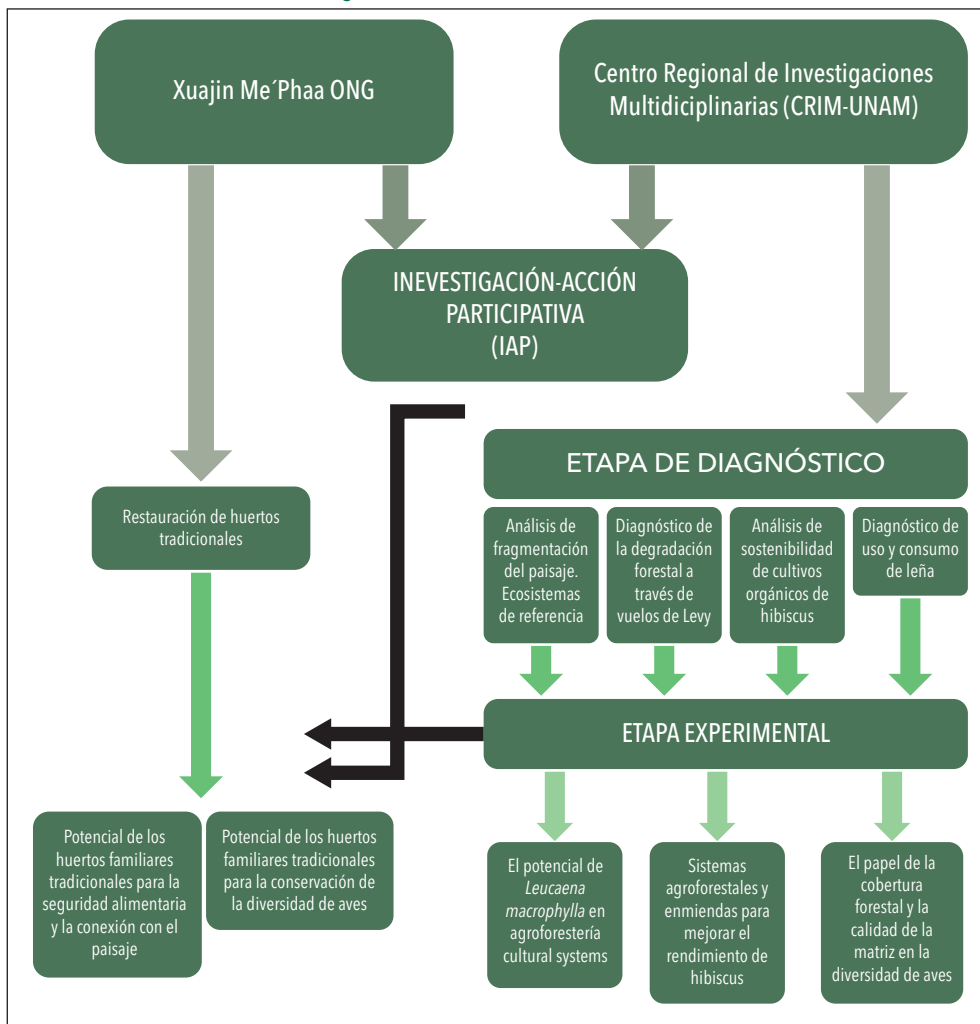 Xuajin Me´Phaa ONG
Centro Regional de Investigaciones
Multidiciplinarias (CRIM-UNAM)
INEVESTIGACIÓN-ACCIÓN
PARTICIPATIVA
(IAP)
ETAPA DE DIAGNÓSTICO
Restauración de huertos
tradicionales
Análisis de
fragmentación
del paisaje.
Ecosistemas
de referencia
Diagnóstico de
la degradación
forestal a
través de
vuelos de Levy
Análisis de
sostenibilidad
de cultivos
orgánicos de
hibiscus
Diagnóstico de
uso y consumo
de leña
ETAPA EXPERIMENTAL
Potencial de los
huertos familiares
tradicionales para la
seguridad alimentaria
y la conexión con el
paisaje
Potencial de los huertos
familiares tradicionales
para la conservación de
la diversidad de aves
El potencial de
Leucaena
macrophylla en
agroforestería
cultural systems
Sistemas
agroforestales y
enmiendas para
mejorar el
rendimiento de
hibiscus
El papel de la
cobertura
forestal y la
calidad de la
matriz en la
diversidad de aves